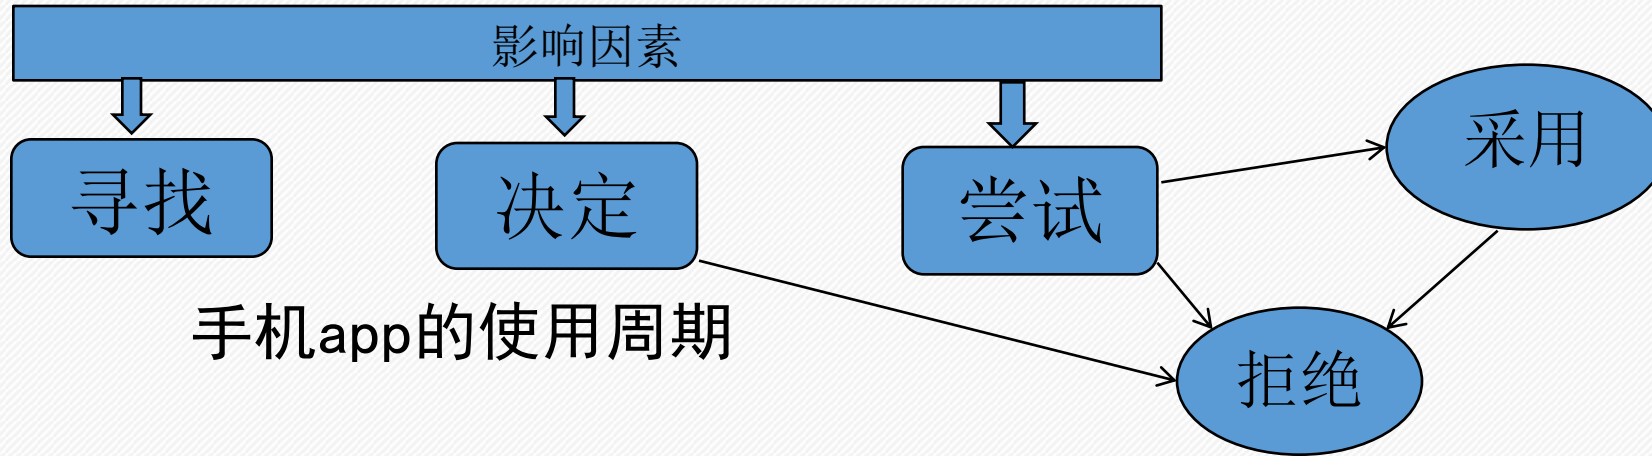 影响因素
寻找
决定
尝试
采用
手机app的使用周期
拒绝